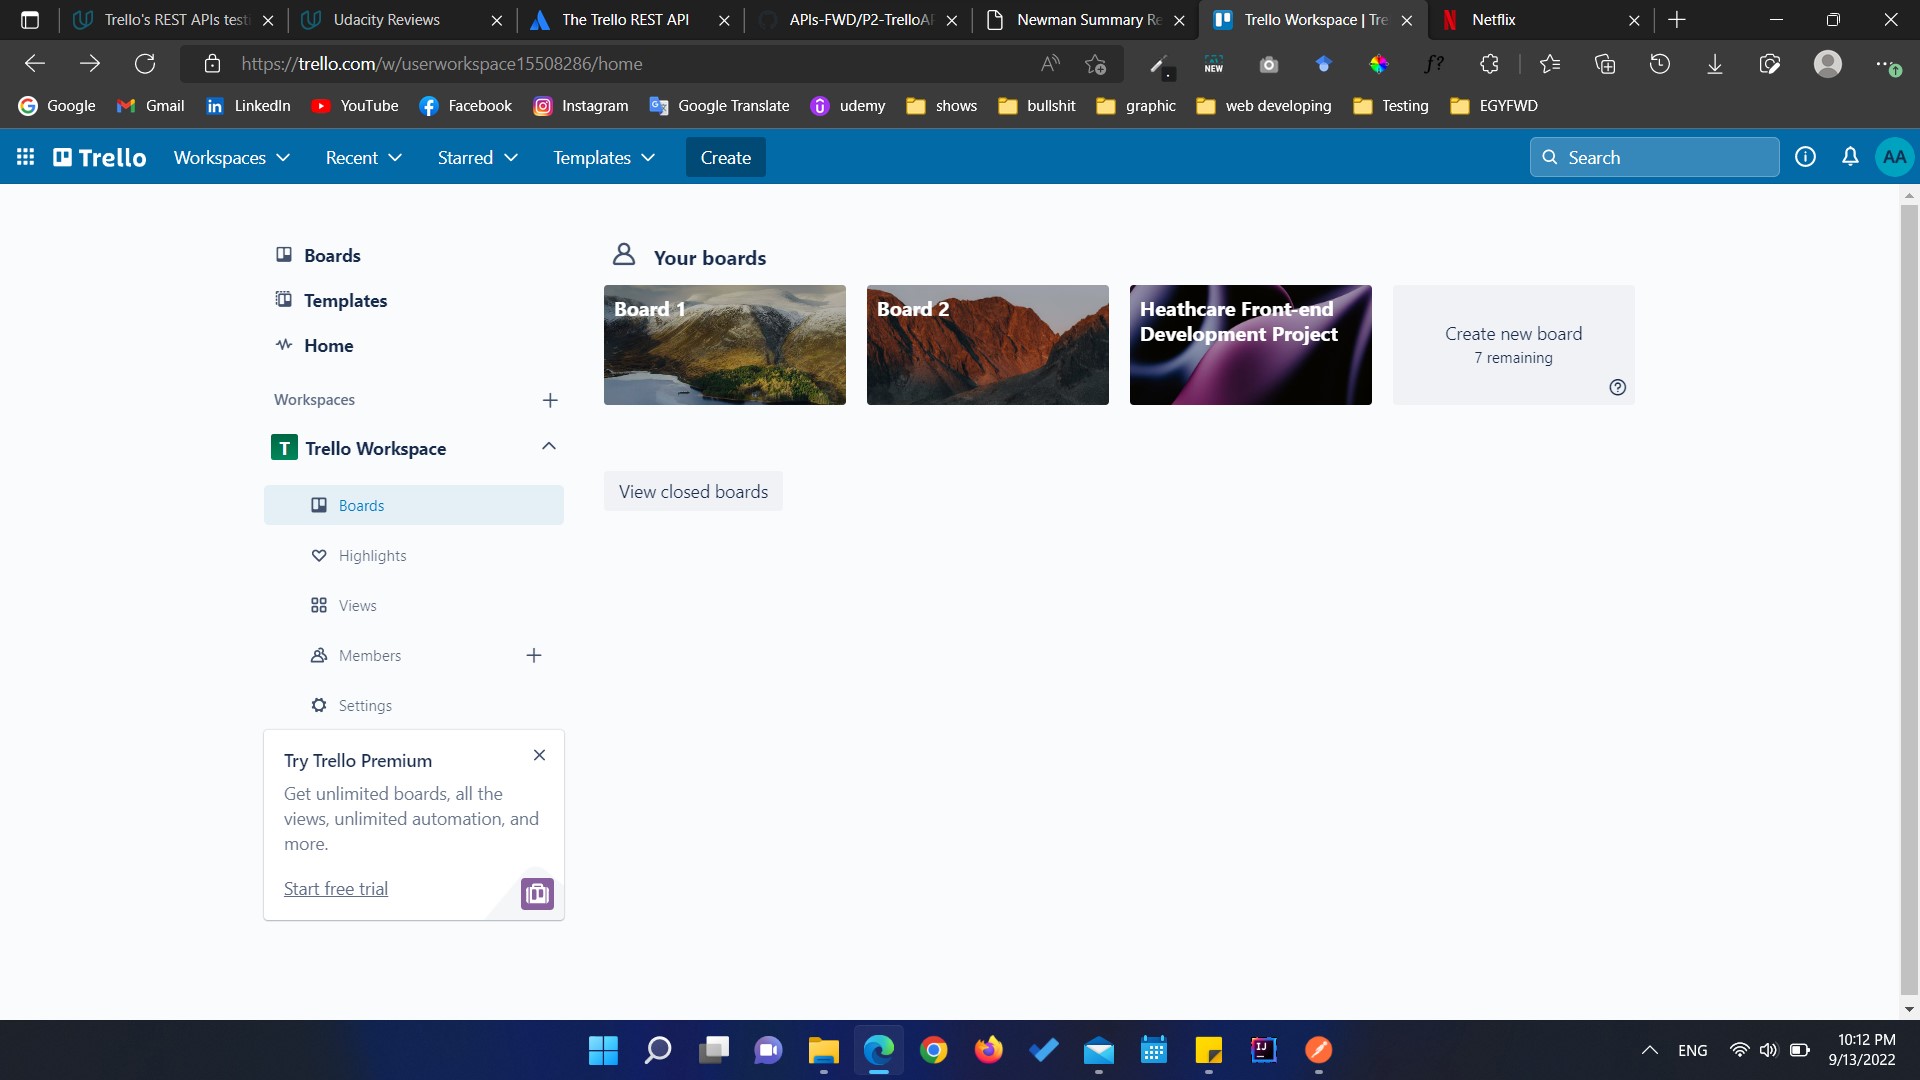 Trello's REST APIs test
Udacity Reviews
The Trello REST API
APIs-FWD/P2-TrelloAP
Newman Summary Re
Trello Workspace | Tre
Netflix
https://trello.com/w/userworkspace15508286/home
NEW
f?
Google
Gmail
LinkedIn
YouTube
Facebook
Instagram
Google Translate
udemy
shows
bullshit
graphic
web developing
Testing
EGYFWD
Trello
Workspaces
Recent
Starred
Templates
Create
Search
AA
Boards
Templates
Home
Workspaces
T Trello Workspace
Boards
Highlights
Views
Members
Settings
Try Trello Premium
Get unlimited boards, all the
views, unlimited automation, and
more.
Start free trial
Your boards
Board 1
Board 2
Heathcare Front-end
Development Project
Create new board
7 remaining
View closed boards
ENG
10:12 PM
9/13/2022